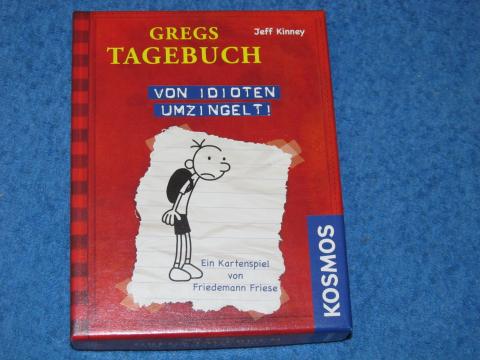 GREGS
Jeff Kinney
TAGEBUCH
VON IDIOTEN
UMZINGELT!
Ein Kartenspiel
von
Friedemann Friese
KOSMOS